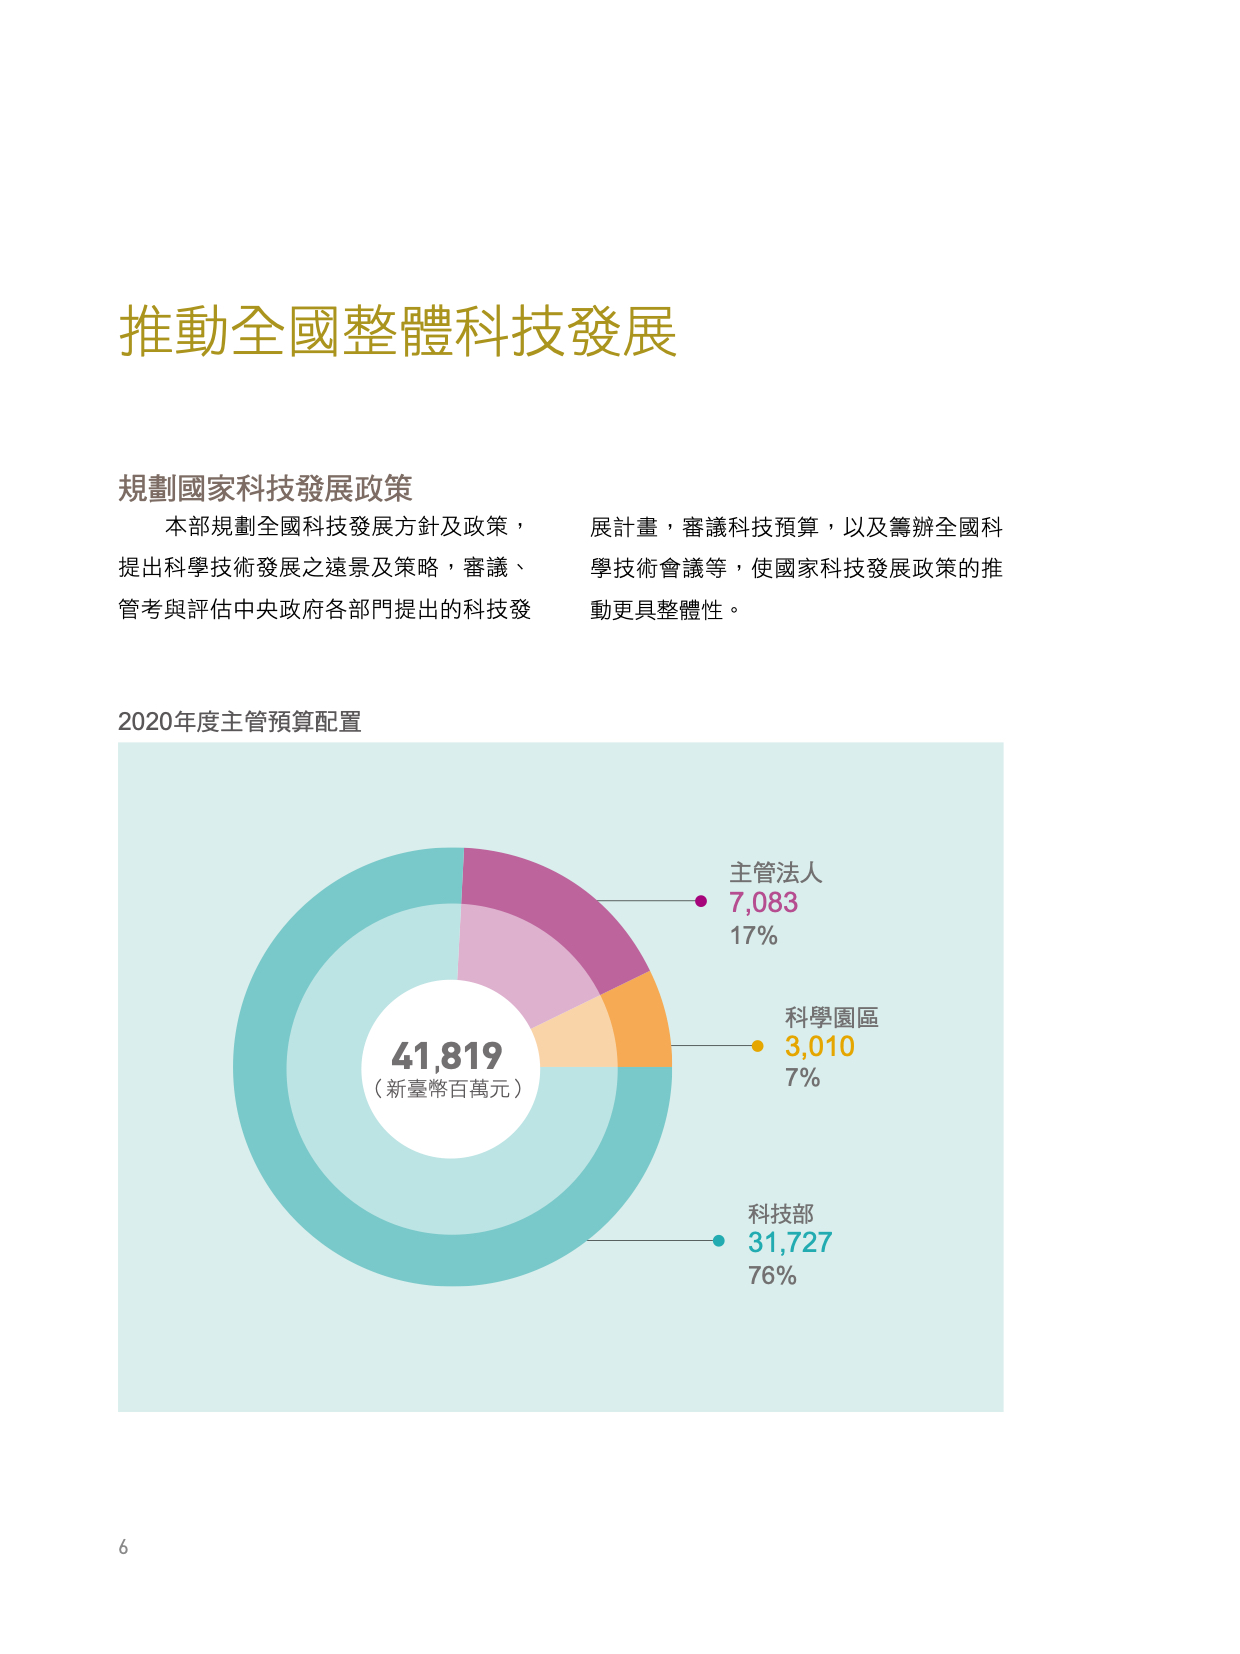 推動全國整體科技發展
規劃國家科技發展政策
本部規劃全國科技發展方針及政策，
提出科學技術發展之遠景及策略，審議、
管考與評估中央政府各部門提出的科技發
展計畫，審議科技預算，以及籌辦全國科
學技術會議等，使國家科技發展政策的推
動更具整體性。
2020年度主管預算配置
主管法人
7,083
17%
科學園區
3,010
7%
41,819
（新臺幣百萬元）
科技部
31,727
76%
6